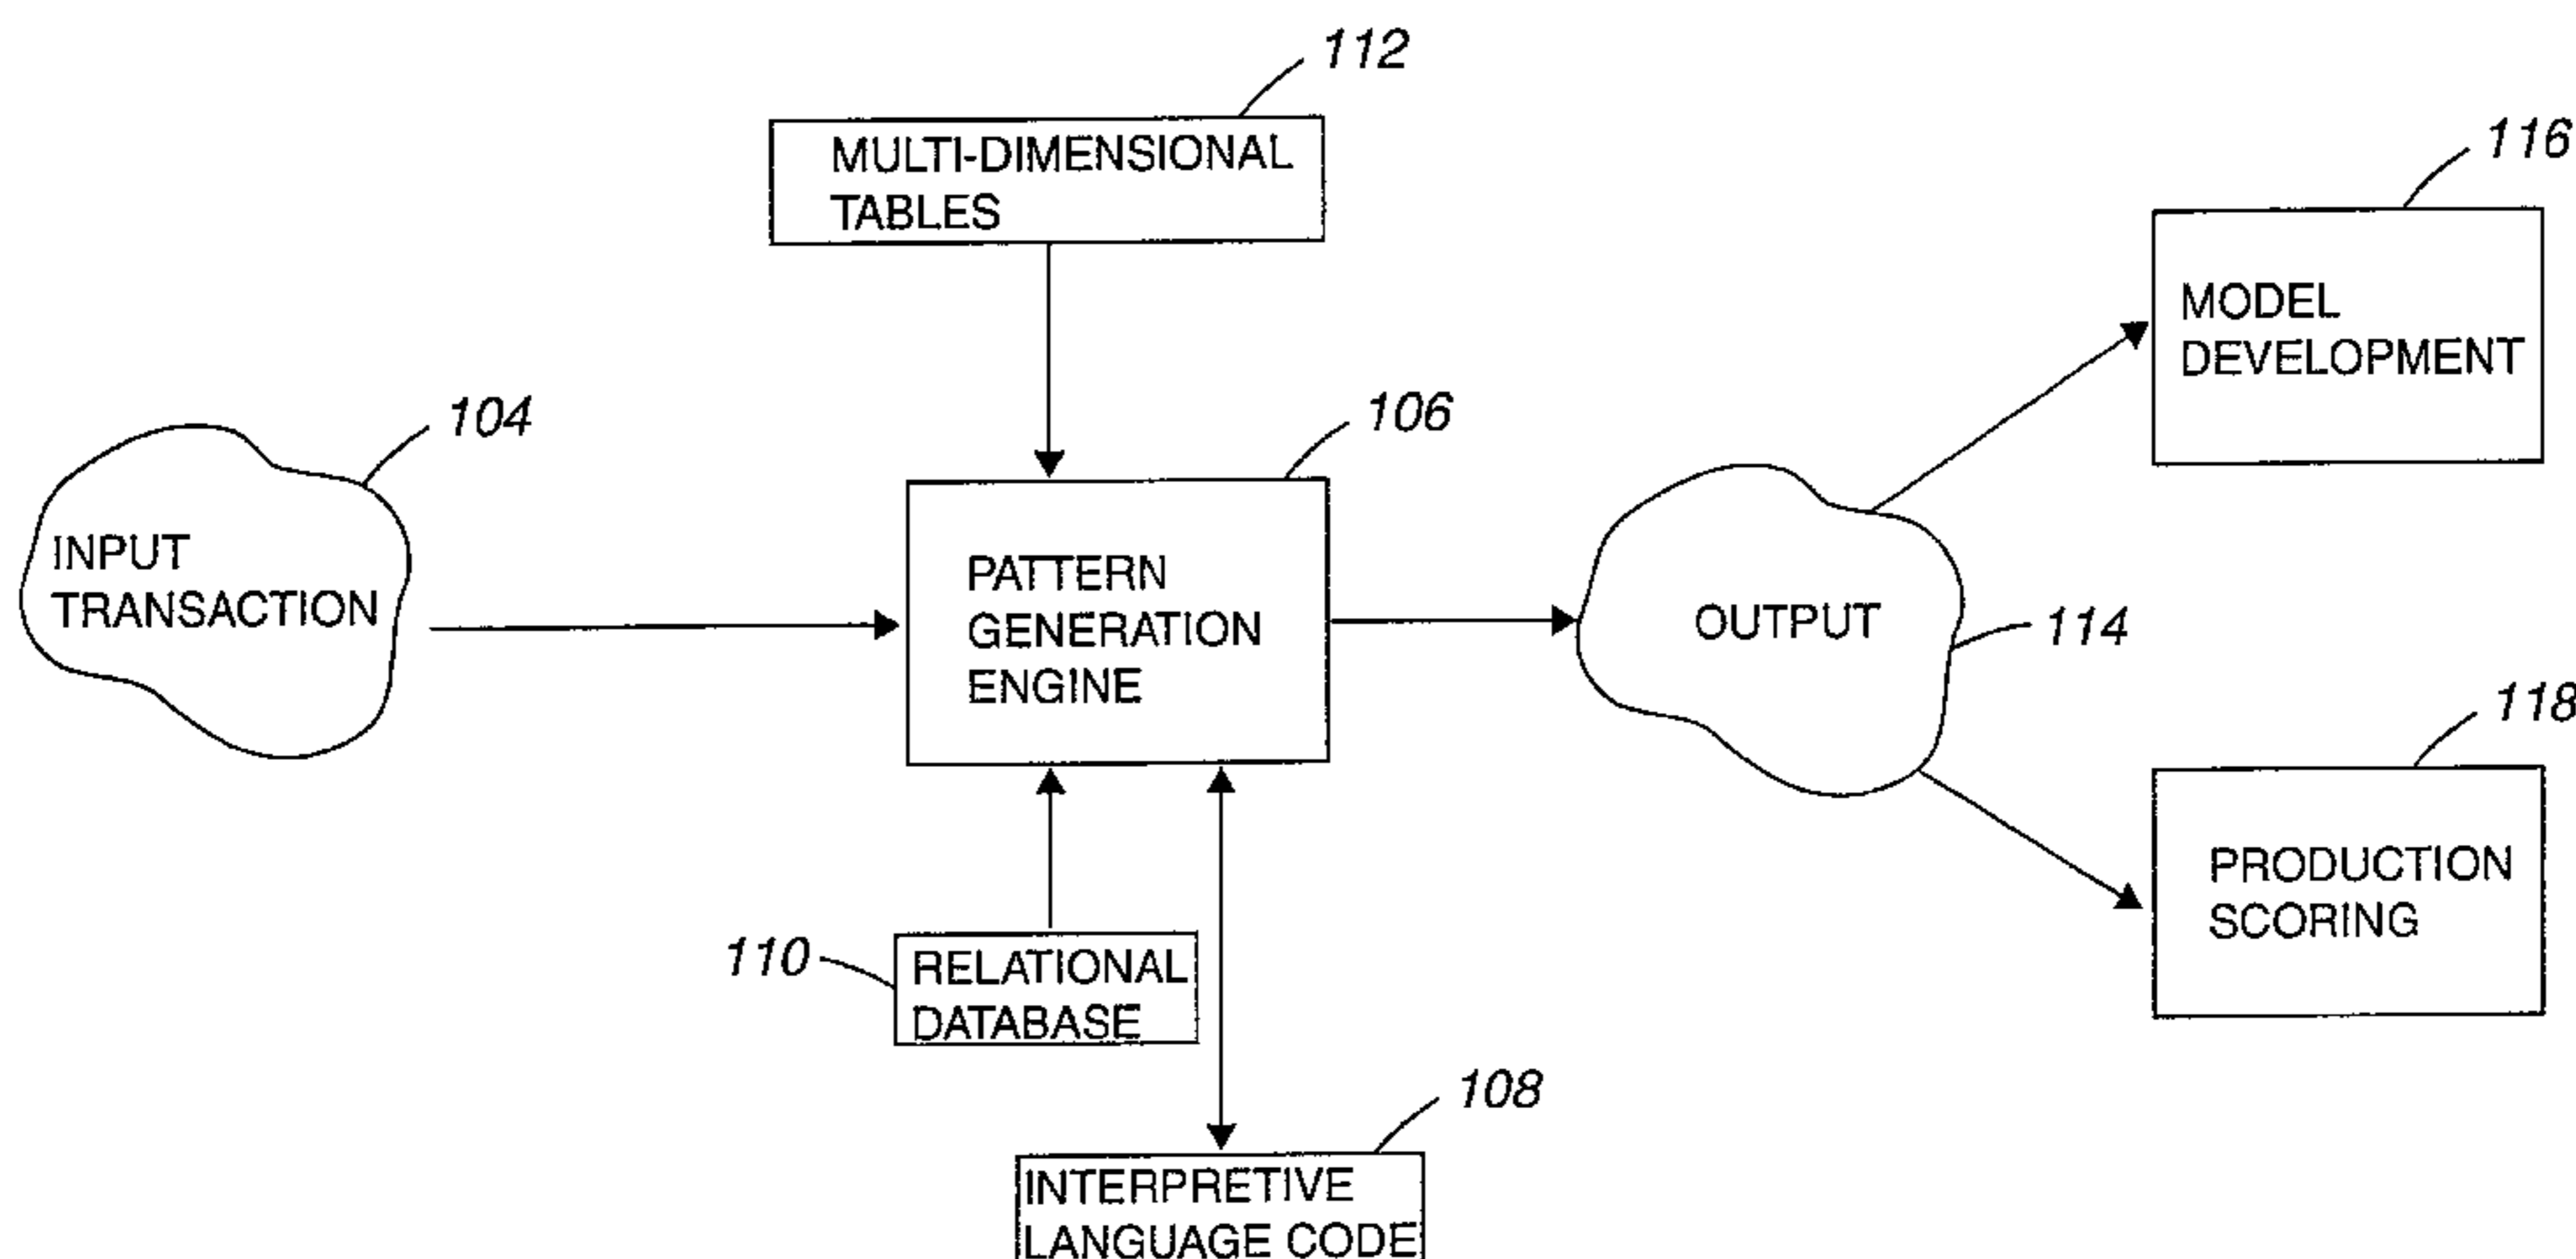 112
MULTI-DIMENSIONAL
TABLES
116
MODEL
DEVELOPMENT
104
INPUT
TRANSACTION
106
PATTERN
GENERATION
ENGINE
OUTPUT
114
118
PRODUCTION
SCORING
110
RELATIONAL
DATABASE
108
INTERPRETIVE
LANGUAGE CODE